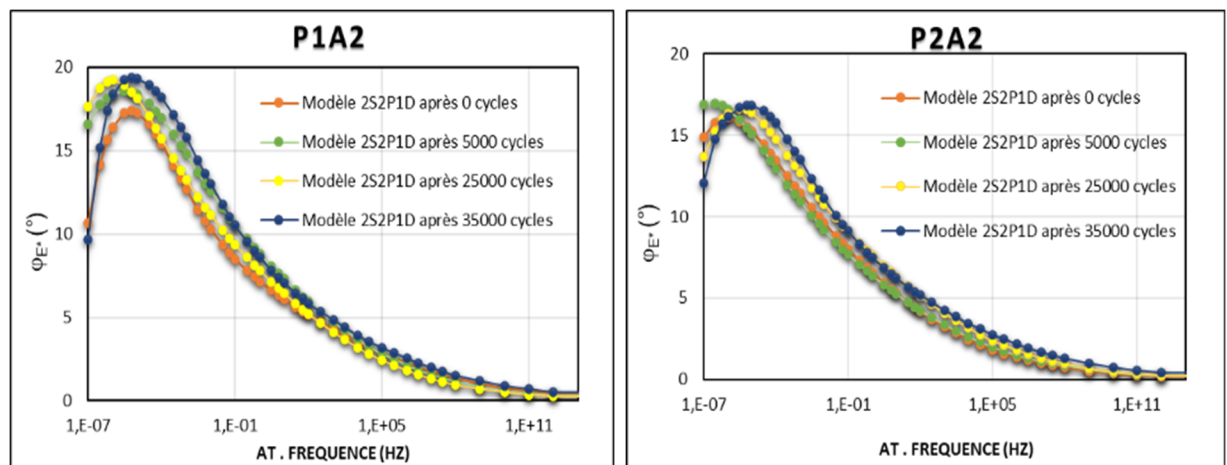 P1A2
20
15
10
5
0
φE* (°)
Modèle 2S2P1D après 0 cycles
Modèle 2S2P1D après 5000 cycles
Modèle 2S2P1D après 25000 cycles
Modèle 2S2P1D après 35000 cycles
1,E-07 1,E-01 1,E+05 1,E+11
AT . FREQUENCE (HZ)
P2A2
20
15
10
5
0
φE* (°)
Modèle 2S2P1D après 0 cycles
Modèle 2S2P1D après 5000 cycles
Modèle 2S2P1D après 25000 cycles
Modèle 2S2P1D après 35000 cycles
1,E-07 1,E-01 1,E+05 1,E+11
AT . FREQUENCE (HZ)